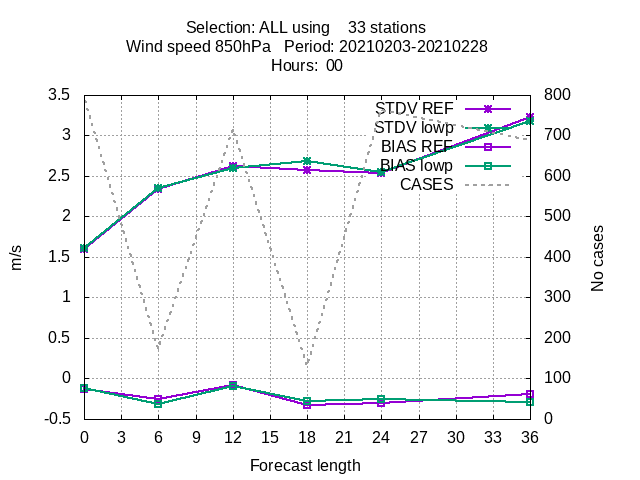 Selection: ALL using    33 stations
Wind speed 850hPa   Period: 20210203-20210228
Hours:  00
3.5
3
2.5
2
1.5
1
0.5
0
-0.5
800
700
600
500
400
300
200
100
0
STDV REF
STDV lowp
BIAS REF
BIAS lowp
CASES
m/s
No cases
0 3 6 9 12 15 18 21 24 27 30 33 36
Forecast length